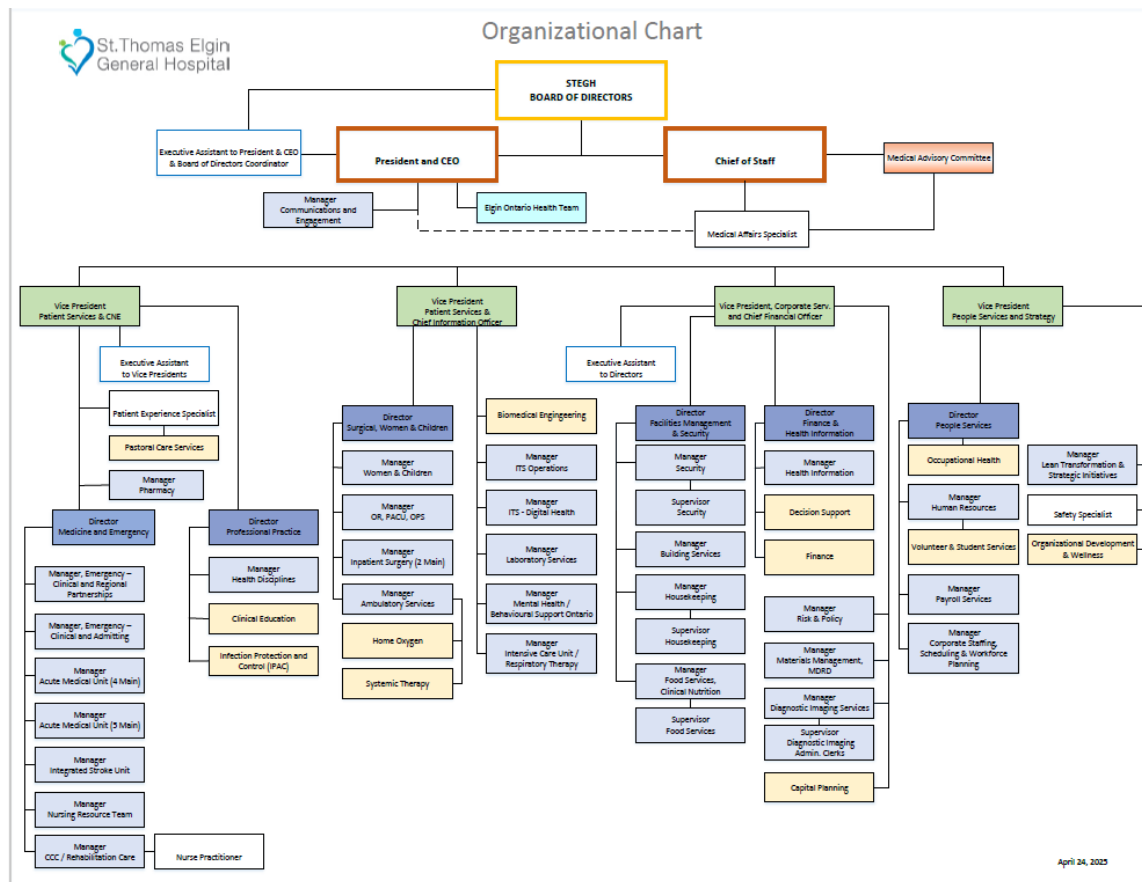 Organizational Chart
St.Thomas Elgin
General Hospital
STEGH
BOARD OF DIRECTORS
Executive Assistant to President & CEO
& Board of Directors Coordinator
President and CEO
Chief of Staff
Medical Advisory Committee
Manager
Communications and
Engagement
Elgin Ontario Health Team
Medical Affairs Specialist
Vice President
Patient Services & CNE
Vice President
Patient Services &
Chief Information Officer
Vice President, Corporate Serv.
and Chief Financial Officer
Vice President
People Services and Strategy
Executive Assistant
to Vice Presidents
Patient Experience Specialist
Pastoral Care Services
Manager
Pharmacy
Director
Medicine and Emergency
Manager, Emergency –
Clinical and Regional
Partnerships
Manager, Emergency –
Clinical and Admitting
Manager
Acute Medical Unit (4 Main)
Manager
Acute Medical Unit (5 Main)
Manager
Integrated Stroke Unit
Manager
Nursing Resource Team
Manager
CCC / Rehabilitation Care
Nurse Practitioner
Director
Professional Practice
Manager
Health Disciplines
Clinical Education
Infection Protection and
Control (IPAC)
Director
Surgical, Women & Children
Manager
Women & Children
Manager
OR, PACU, OPS
Manager
Inpatient Surgery (2 Main)
Manager
Ambulatory Services
Home Oxygen
Systemic Therapy
Biomedical Engineering
Manager
ITS Operations
Manager
ITS - Digital Health
Manager
Laboratory Services
Manager
Mental Health /
Behavioural Support Ontario
Manager
Intensive Care Unit /
Respiratory Therapy
Executive Assistant
to Directors
Director
Facilities Management
& Security
Manager
Security
Supervisor
Security
Manager
Building Services
Manager
Housekeeping
Supervisor
Housekeeping
Manager
Food Services,
Clinical Nutrition
Supervisor
Food Services
Director
Finance &
Health Information
Manager
Health Information
Decision Support
Finance
Manager
Risk & Policy
Manager
Materials Management,
MDRD
Manager
Diagnostic Imaging Services
Supervisor
Diagnostic Imaging
Admin. Clerks
Capital Planning
Director
People Services
Occupational Health
Manager
Human Resources
Volunteer & Student Services
Manager
Payroll Services
Manager
Corporate Staffing,
Scheduling & Workforce
Planning
Manager
Lean Transformation &
Strategic Initiatives
Safety Specialist
Organizational Development
& Wellness
April 24, 2025